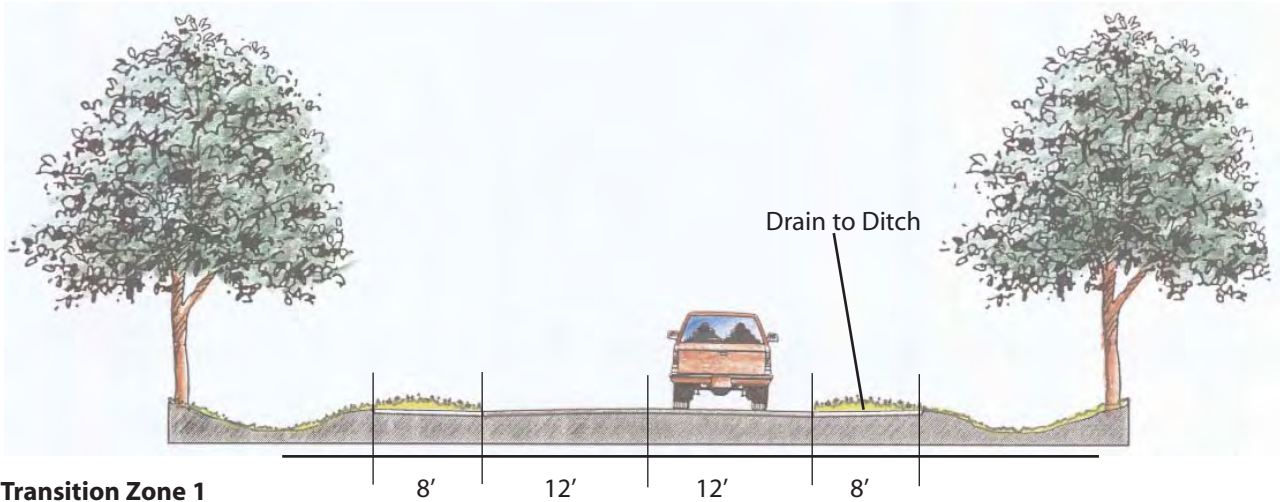 Drain to Ditch
Transition Zone 1
8’ 12’ 12’ 8’